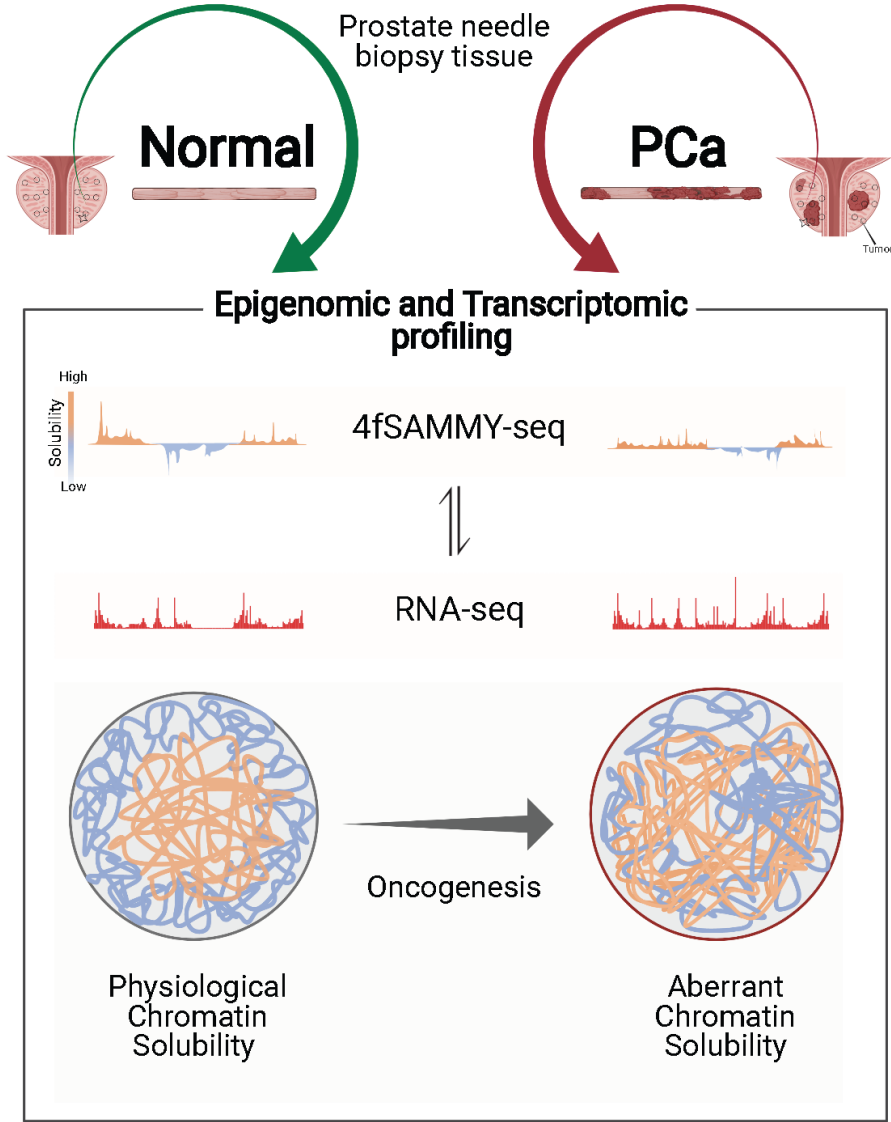 Prostate needle
biopsy tissue
Normal
PCa
Tumor
Epigenomic and Transcriptomic
profiling
High
Solubility
Low
4fSAMMY-seq
RNA-seq
Oncogenesis
Physiological
Chromatin
Solubility
Aberrant
Chromatin
Solubility